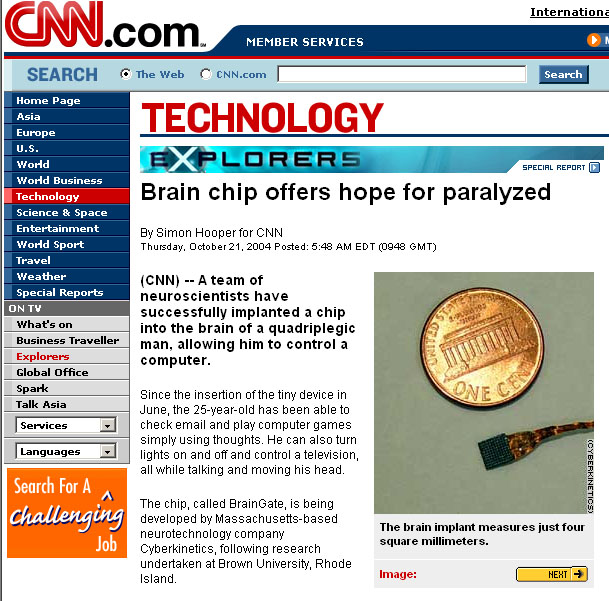 CNN.com
Internationa
MEMBER SERVICES
SEARCH
The Web
CNN.com
Search
Home Page
Asia
Europe
U.S.
World
World Business
Technology
Science & Space
Entertainment
World Sport
Travel
Weather
Special Reports
ON TV
What's on
Business Traveller
Explorers
Global Office
Spark
Talk Asia
Services
Languages
Search For A
Challenging
Job
TECHNOLOGY
EXPLORERS
SPECIAL REPORT
Brain chip offers hope for paralyzed
By Simon Hooper for CNN
Thursday, October 21, 2004 Posted: 5:48 AM EDT (0948 GMT)
(CNN) -- A team of
neuroscientists have
successfully implanted a chip
into the brain of a quadriplegic
man, allowing him to control a
computer.
Since the insertion of the tiny device in
June, the 25-year-old has been able to
check email and play computer games
simply using thoughts. He can also turn
lights on and off and control a television,
all while talking and moving his head.
The chip, called BrainGate, is being
developed by Massachusetts-based
neurotechnology company
Cyberkinetics, following research
undertaken at Brown University, Rhode
Island.
UNITED STATES OF AMERICA
ONE CENT
(CYBERKINETICS)
The brain implant measures just four
square millimeters.
Image:
NEXT